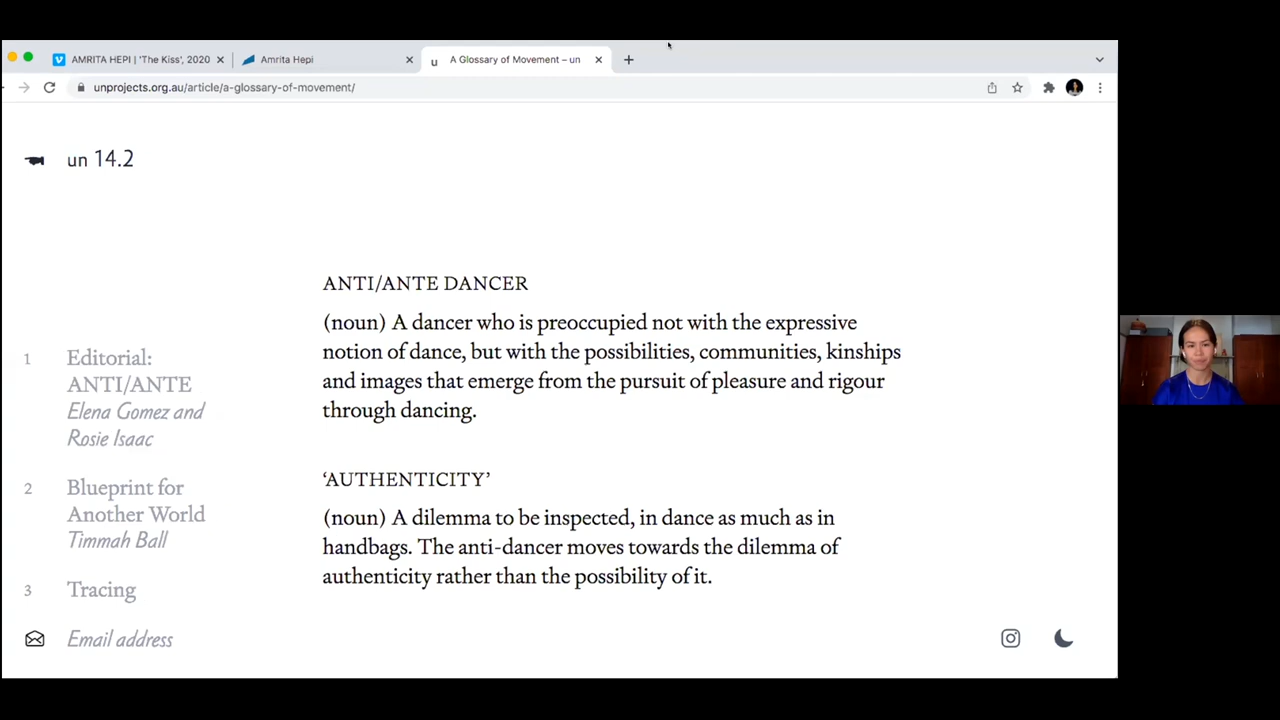 AMRITA HEPI | 'The Kiss', 2020
Amrita Hepi
A Glossary of Movement – un
unprojects.org.au/article/a-glossary-of-movement/
un 14.2
ANTI/ANTE DANCER
(noun) A dancer who is preoccupied not with the expressive
notion of dance, but with the possibilities, communities, kinships
and images that emerge from the pursuit of pleasure and rigour
through dancing.
‘AUTHENTICITY’
(noun) A dilemma to be inspected, in dance as much as in
handbags. The anti-dancer moves towards the dilemma of
authenticity rather than the possibility of it.
1 Editorial:
ANTI/ANTE
Elena Gomez and
Rosie Isaac
2 Blueprint for
Another World
Timmah Ball
3 Tracing
Email address